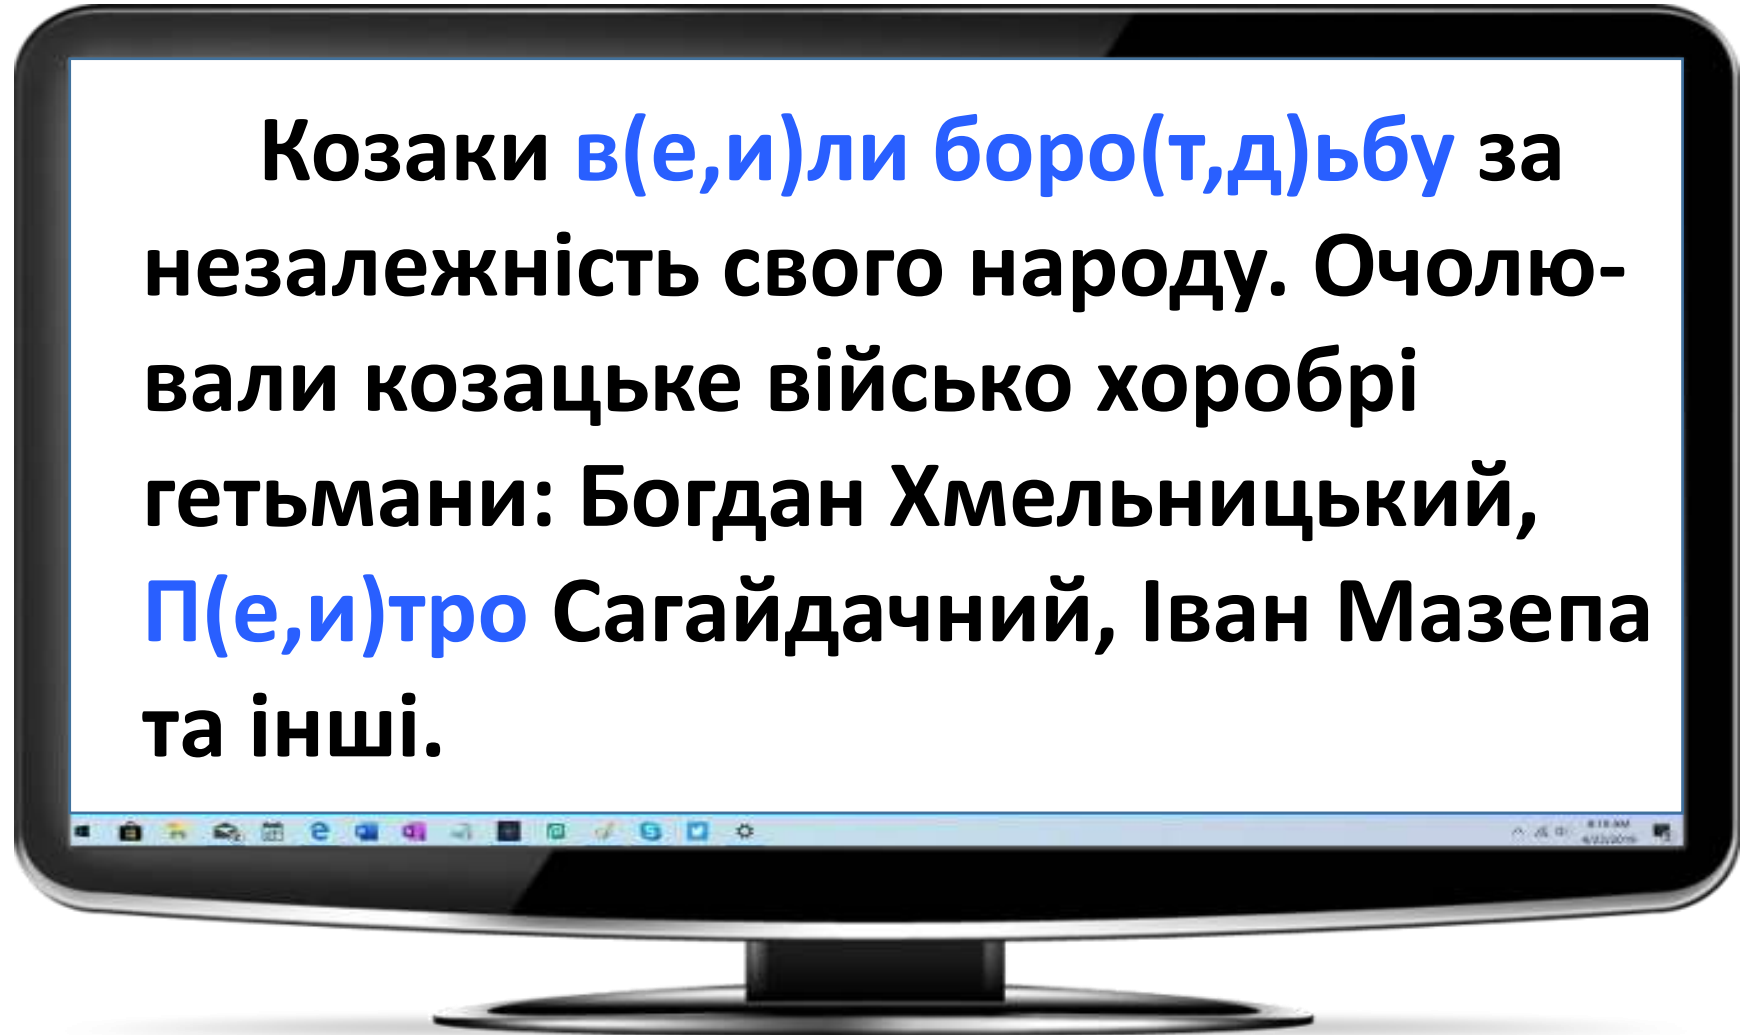 Козаки в(е,и)ли боро(т,д)ьбу за
незалежність свого народу. Очолю-
вали козацьке військо хоробрі
гетьмани: Богдан Хмельницький,
П(е,и)тро Сагайдачний, Іван Мазепа
та інші.